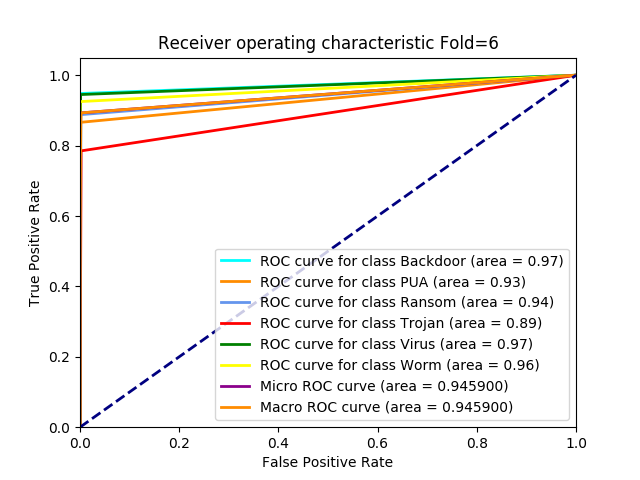 Receiver operating characteristic Fold=6
True Positive Rate
1.0
0.8
0.6
0.4
0.2
0.0
ROC curve for class Backdoor (area = 0.97)
ROC curve for class PUA (area = 0.93)
ROC curve for class Ransom (area = 0.94)
ROC curve for class Trojan (area = 0.89)
ROC curve for class Virus (area = 0.97)
ROC curve for class Worm (area = 0.96)
Micro ROC curve (area = 0.945900)
Macro ROC curve (area = 0.945900)
0.0 0.2 0.4 0.6 0.8 1.0
False Positive Rate